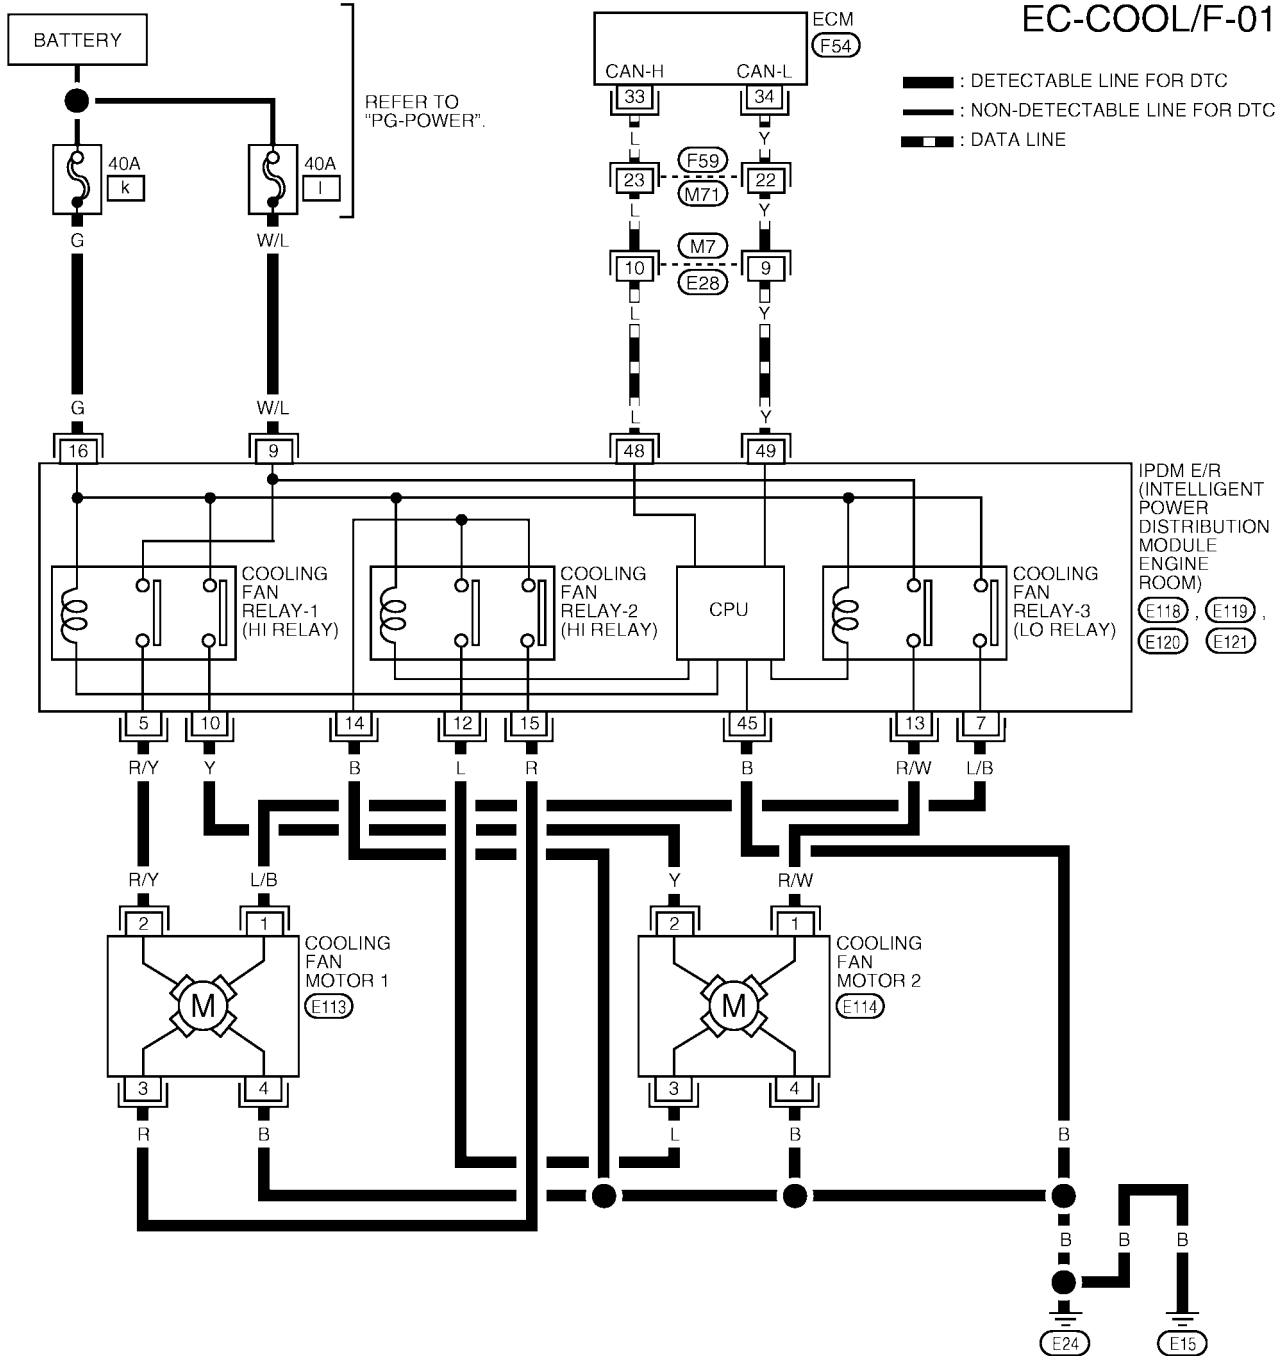 EC-COOL/F-01
BATTERY
REFER TO
"PG-POWER".
ECM
F54
CAN-H
CAN-L
: DETECTABLE LINE FOR DTC
: NON-DETECTABLE LINE FOR DTC
: DATA LINE
33
34
L
Y
40A
k
40A
l
23
F59
M71
22
L
Y
G
W/L
10
M7
E28
9
L
Y
G
W/L
L
Y
16
9
48
49
IPDM E/R
(INTELLIGENT
POWER
DISTRIBUTION
MODULE
ENGINE
ROOM)
E118 , E119 ,
E120 E121
COOLING
FAN
RELAY-1
(HI RELAY)
COOLING
FAN
RELAY-2
(HI RELAY)
CPU
COOLING
FAN
RELAY-3
(LO RELAY)
5
10
14
12
15
45
13
7
R/Y
Y
B
L
R
B
R/W
L/B
R/Y
L/B
Y
R/W
2
1
2
1
COOLING
FAN
MOTOR 1
E113
M
COOLING
FAN
MOTOR 2
E114
M
3
4
3
4
R
B
L
B
B
B
B
B
E24
E15